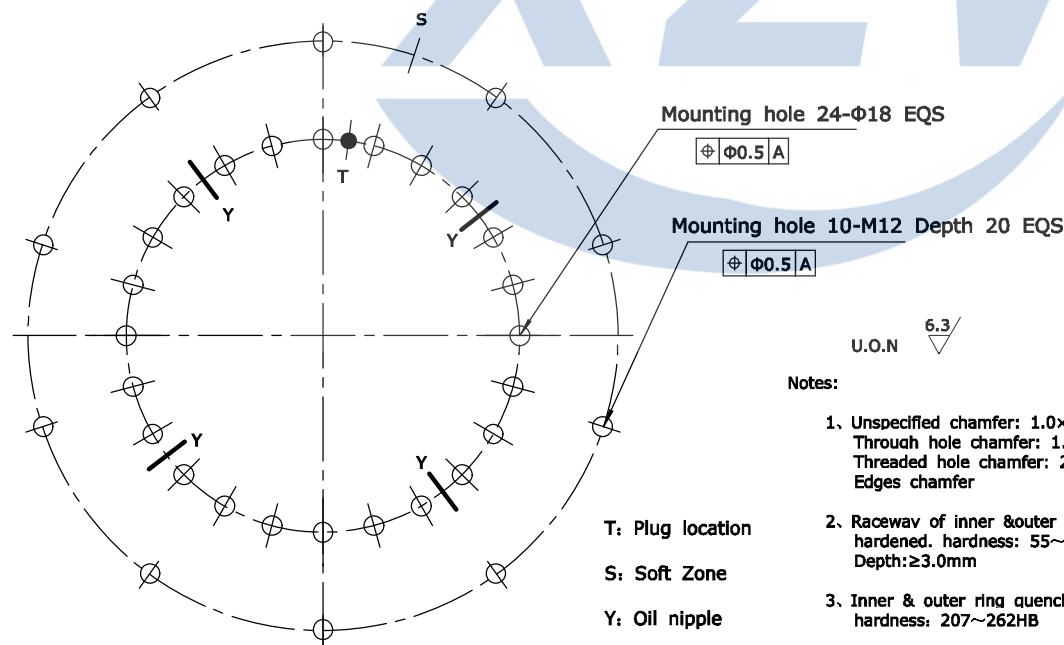 S
Mounting hole 24-Φ18 EQS
⌖ Φ0.5 A
T
Y
Y
Mounting hole 10-M12 Depth 20 EQS
⌖ Φ0.5 A
U.O.N 6.3
Notes:
1、Unspecified chamfer: 1.0×
Through hole chamfer: 1.
Threaded hole chamfer: 2
Edges chamfer
Y
Y
T: Plug location
2、Raceway of inner &outer
hardened. hardness: 55~
Depth:≥3.0mm
S: Soft Zone
3、Inner & outer ring quench
hardness: 207~262HB
Y: Oil nipple